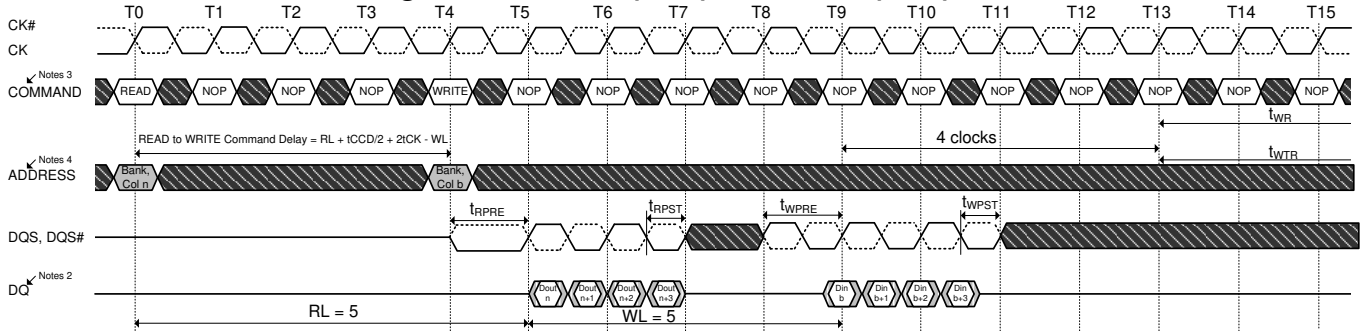 T0 T1 T2 T3 T4 T5 T6 T7 T8 T9 T10 T11 T12 T13 T14 T15
CK#
CK
Notes 3
COMMAND READ NOP NOP NOP WRITE NOP NOP NOP NOP NOP NOP NOP NOP NOP NOP NOP
READ to WRITE Command Delay = RL + tCCD/2 + 2tCK - WL
4 clocks
tWR
tWTR
Notes 4
ADDRESS
Bank, Col n
Bank, Col b
tRPRE tRPST tWPRE tWPST
DQS, DQS#
Notes 2
DQ
Dout n
Dout n+1
Dout n+2
Dout n+3
Din b
Din b+1
Din b+2
Din b+3
RL = 5 WL = 5